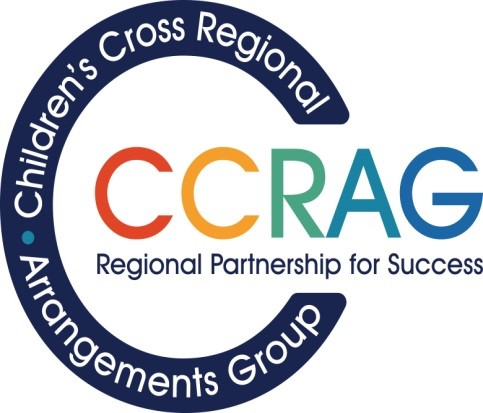 Children's Cross Regional
Arrangements Group
CCRAG
Regional Partnership for Success